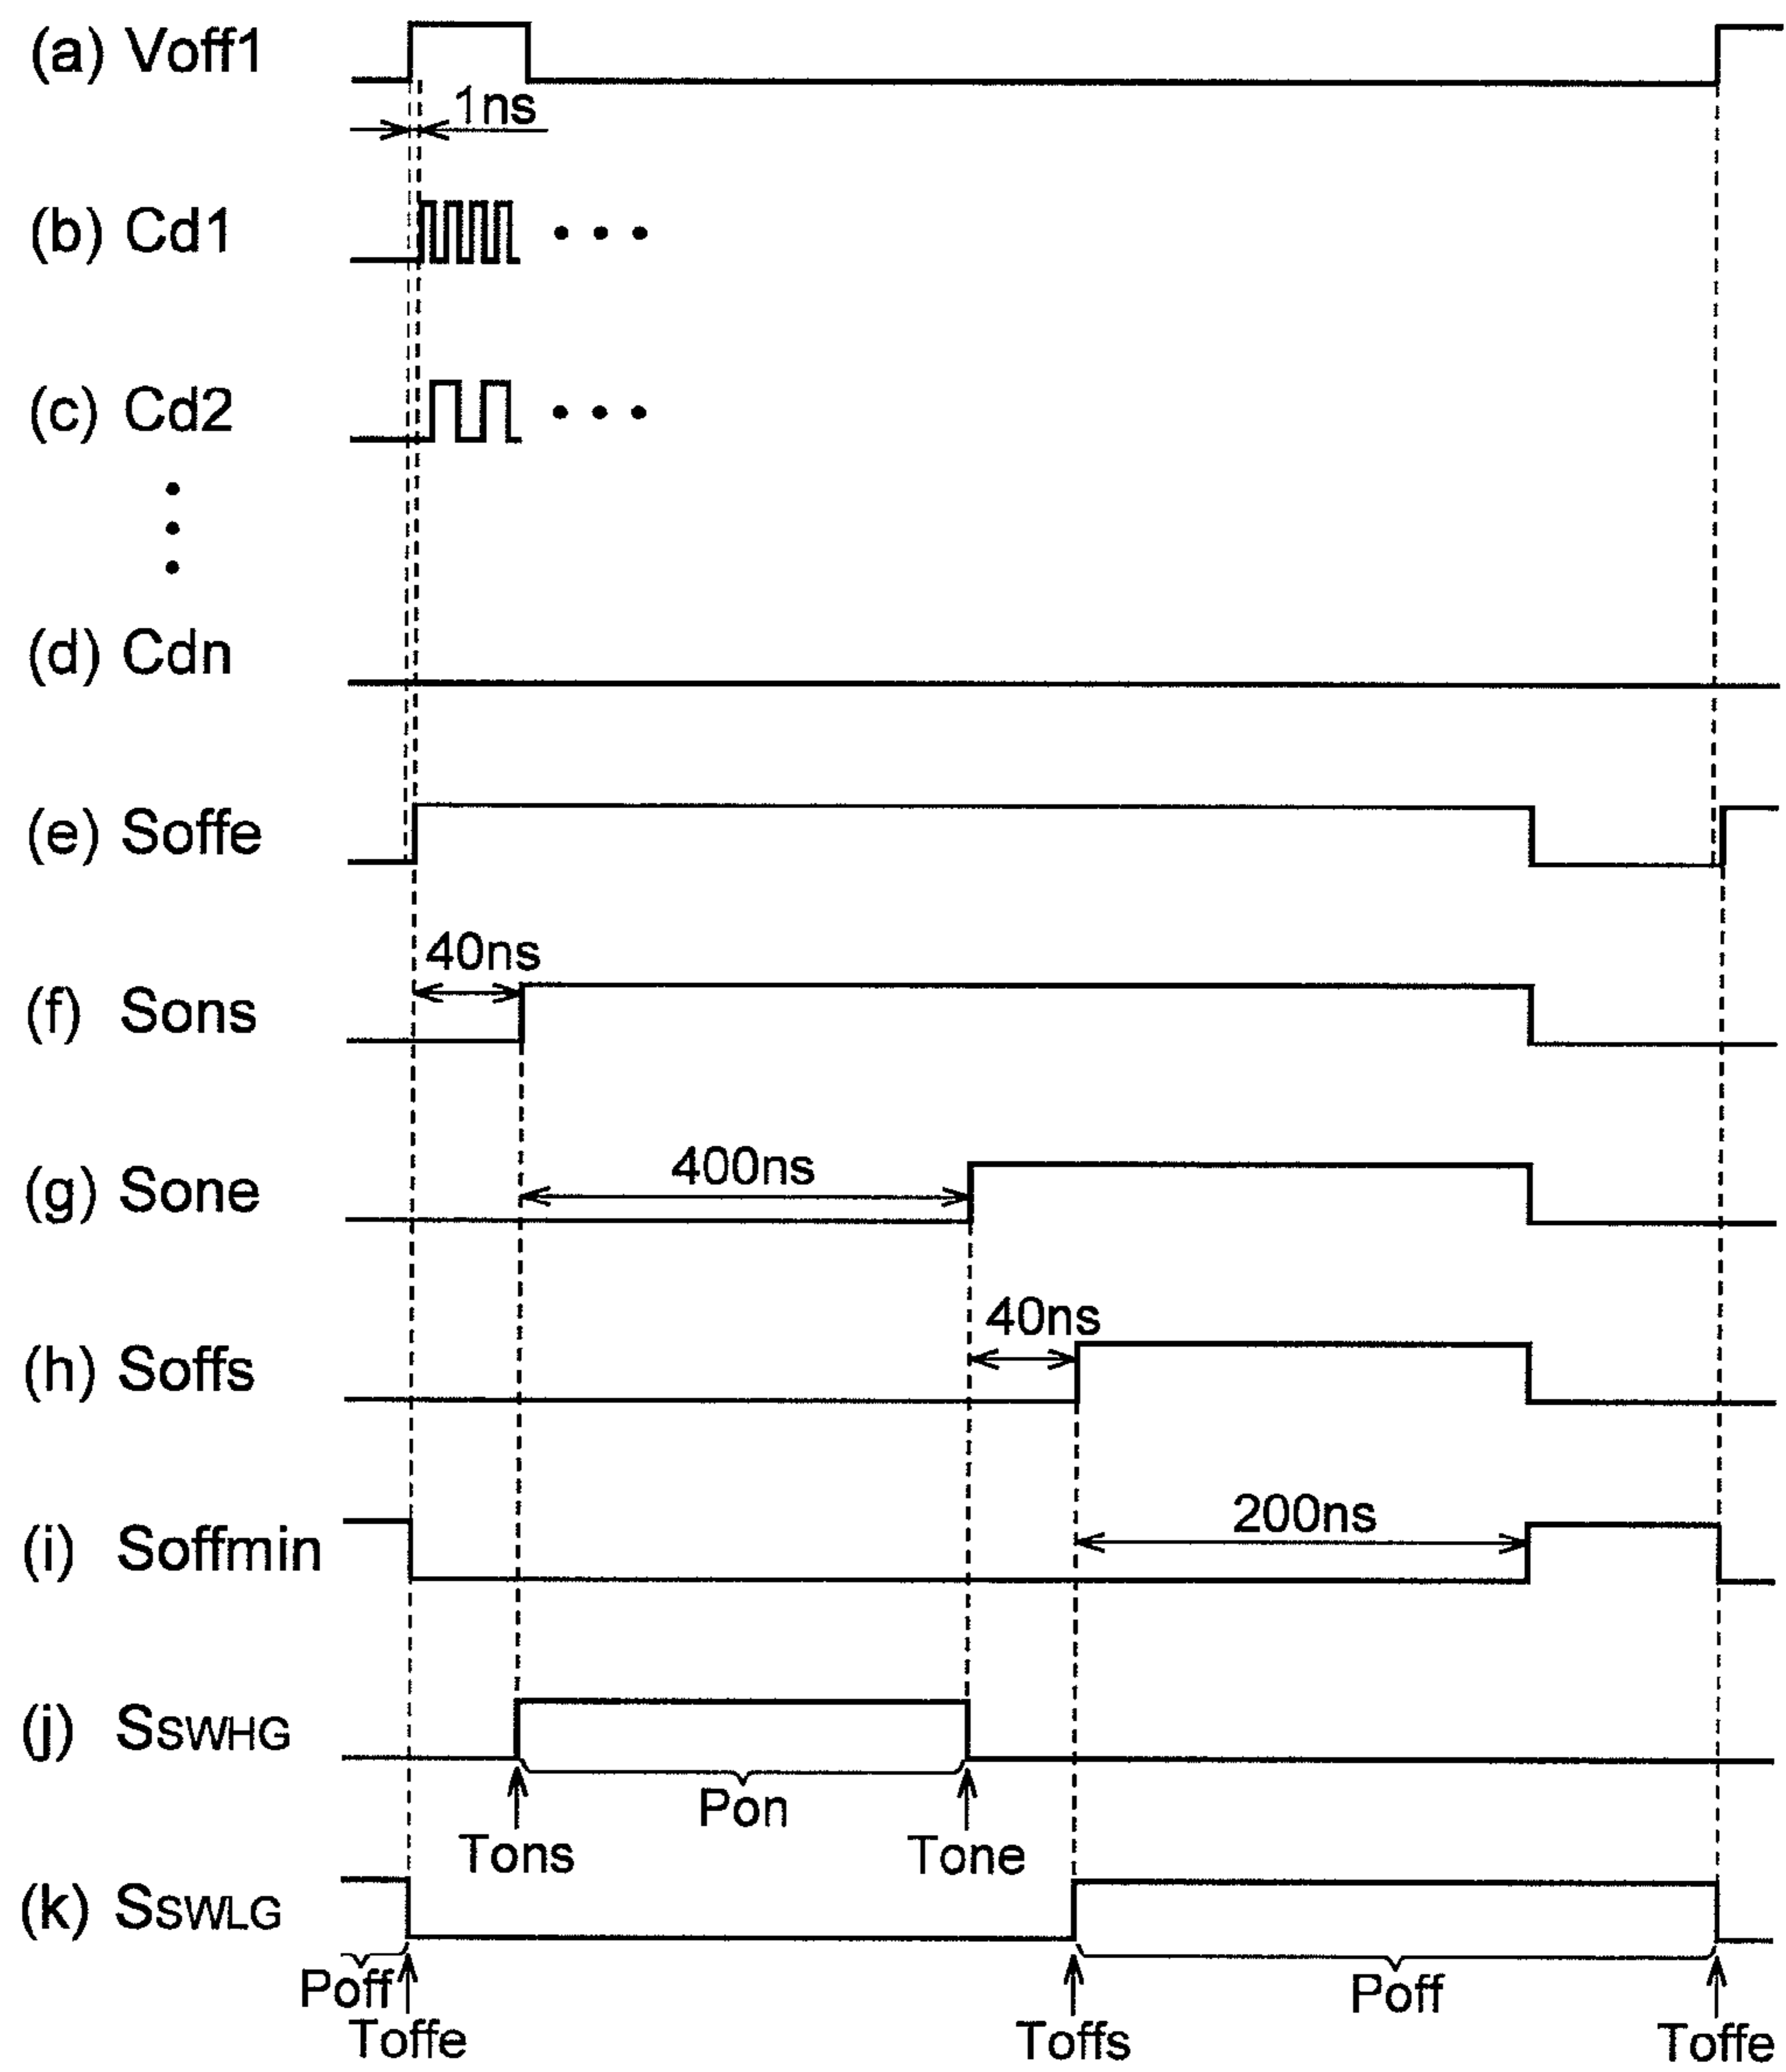 (a) Voff1
1ns
(b) Cd1
(c) Cd2
(d) Cdn
(e) Soffe
40ns
(f) Sons
400ns
(g) Sone
40ns
(h) Soffs
200ns
(i) Soffmin
(j) SSWHG
Pon
Tons
Tone
(k) SSWLG
Poff
Poff
Toffe
Toffs
Toffe